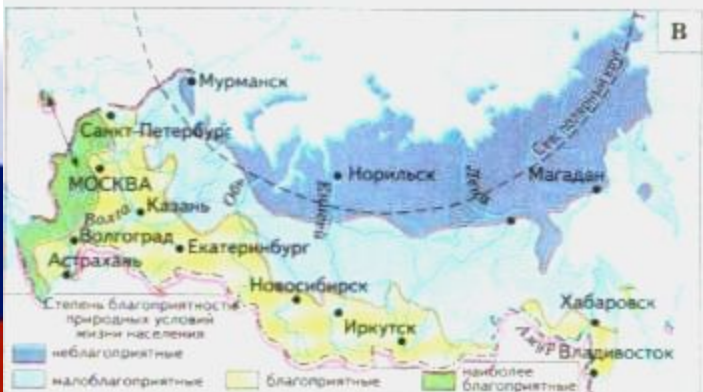 В
Мурманск
Сев. полярный круг
Санкт-Петербург
Норильск
Магадан
МОСКВА
Обь
Енисей
Лена
Волга
Казань
Волгоград
Екатеринбург
Астрахань
Новосибирск
Хабаровск
Иркутск
Амур
Владивосток
Степень благоприятности
природных условий
жизни населения
неблагоприятные
малоблагоприятные
благоприятные
наиболее
благоприятные